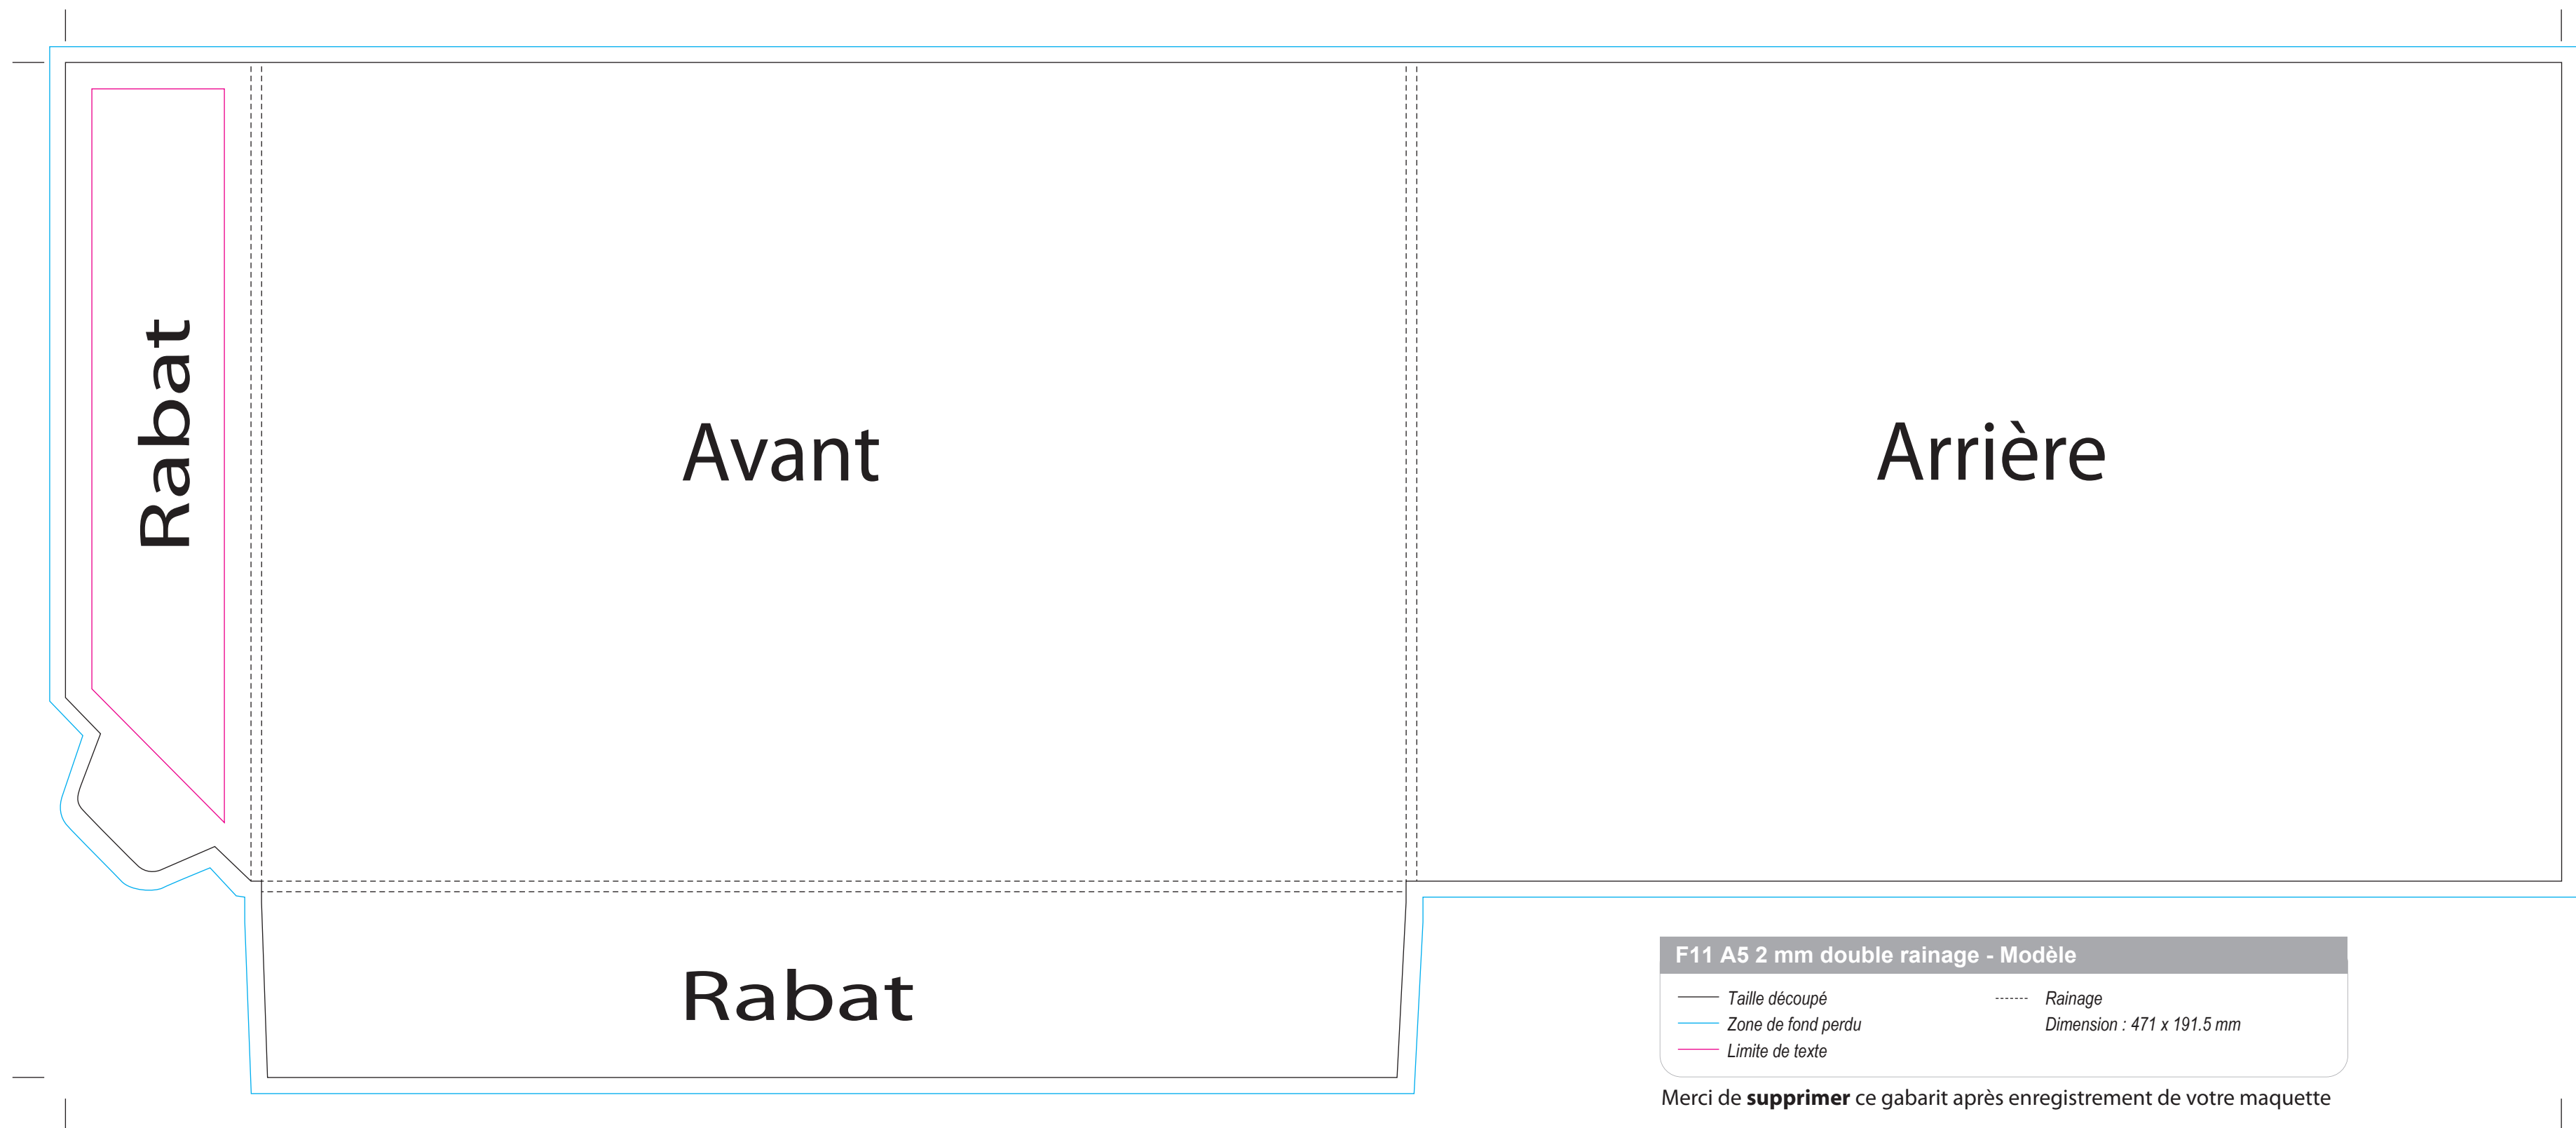 Rabat
Avant
Arrière
Rabat
F11 A5 2 mm double rainage - Modèle
Taille découpé
Zone de fond perdu
Limite de texte
Rainage
Dimension : 471 x 191.5 mm
Merci de supprimer ce gabarit après enregistrement de votre maquette